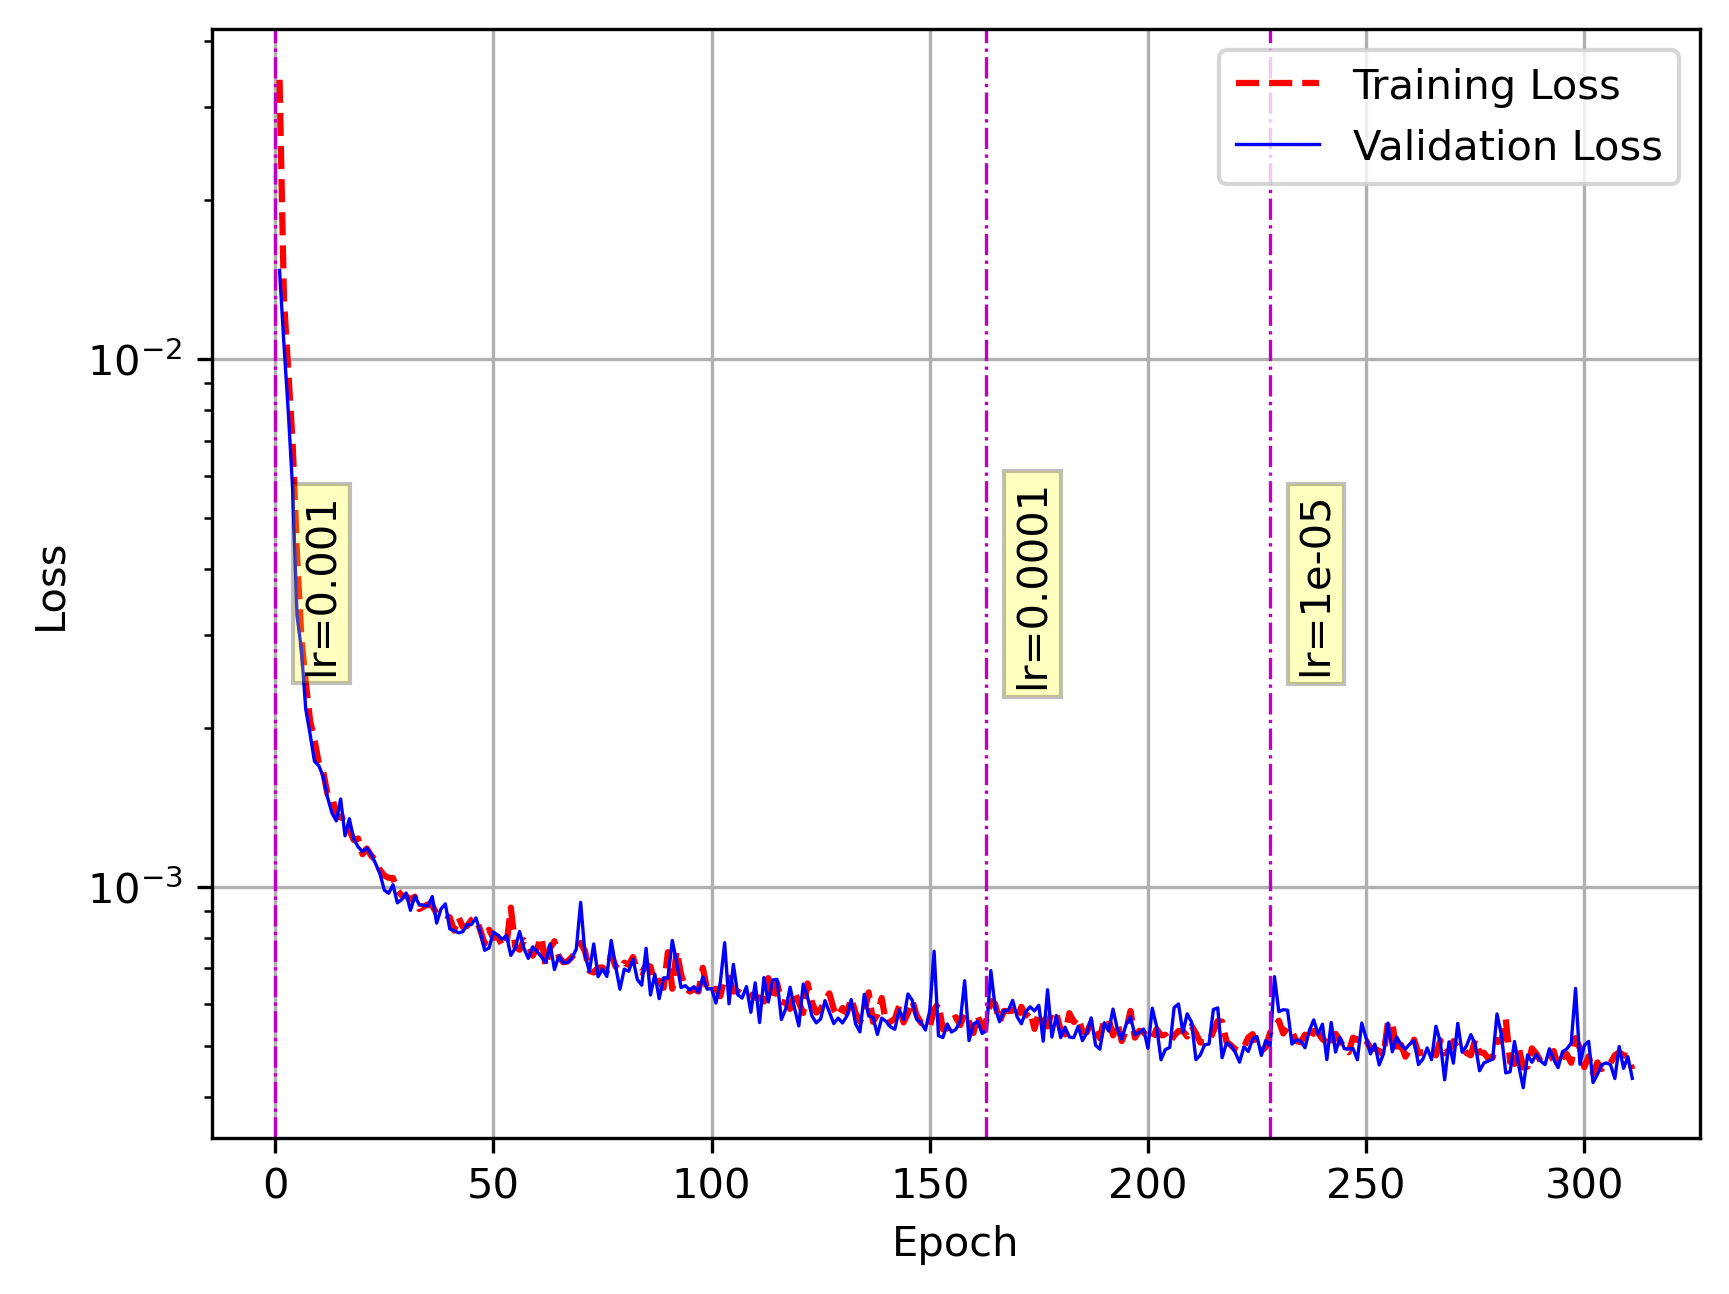 Training Loss
Validation Loss
10⁻²
10⁻³
Loss
lr=0.001
lr=0.0001
lr=1e-05
0 50 100 150 200 250 300
Epoch